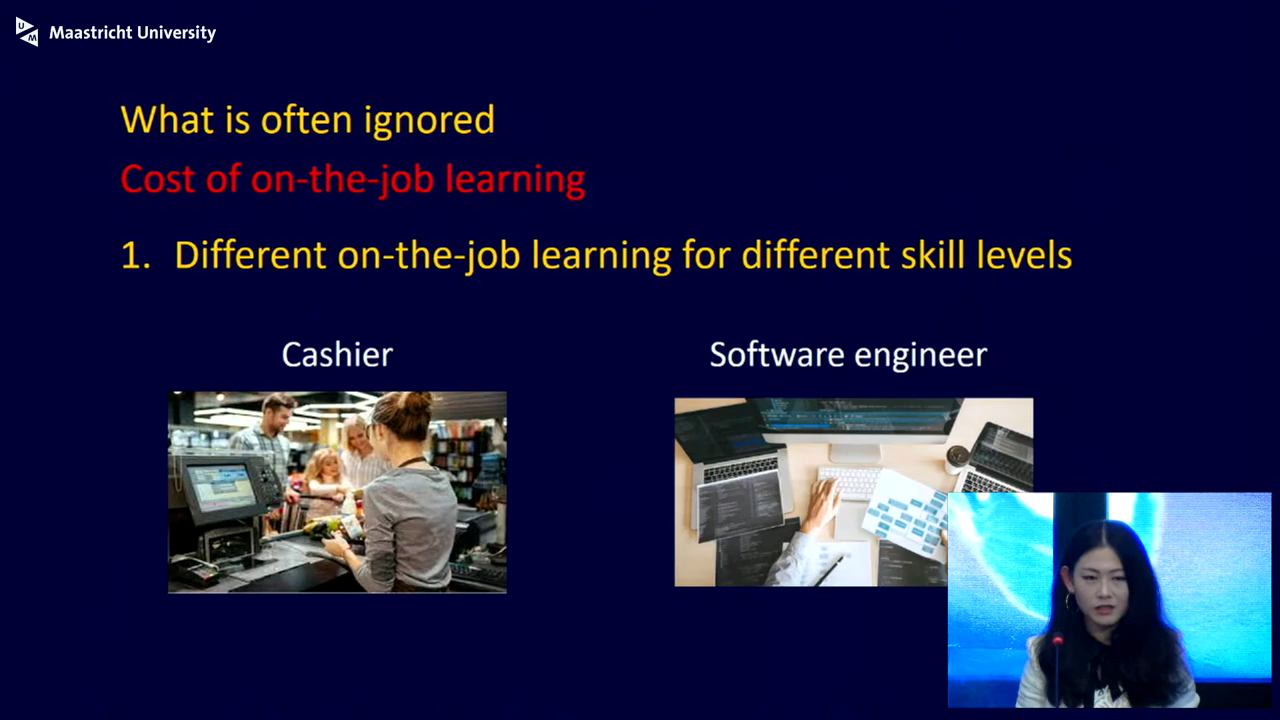 Maastricht University
What is often ignored
Cost of on-the-job learning
1. Different on-the-job learning for different skill levels
Cashier
Software engineer